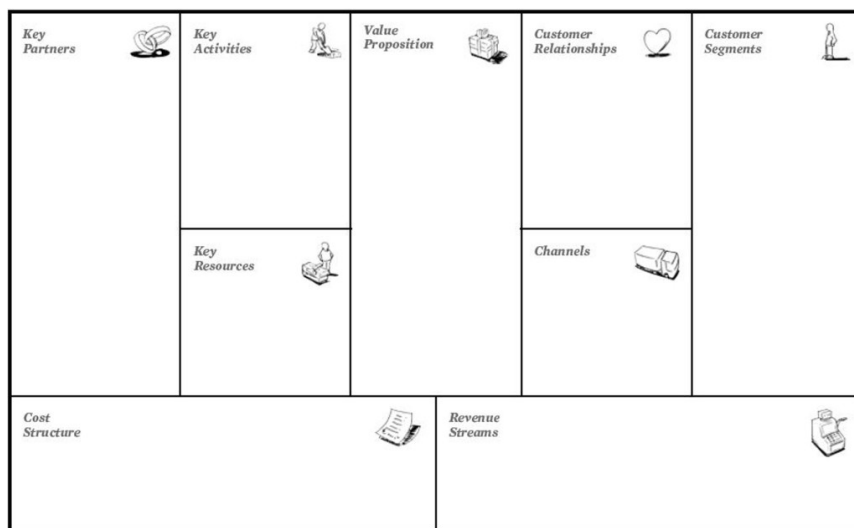 Key
Partners
Key
Activities
Value
Proposition
Customer
Relationships
Customer
Segments
Key
Resources
Channels
Cost
Structure
Revenue
Streams